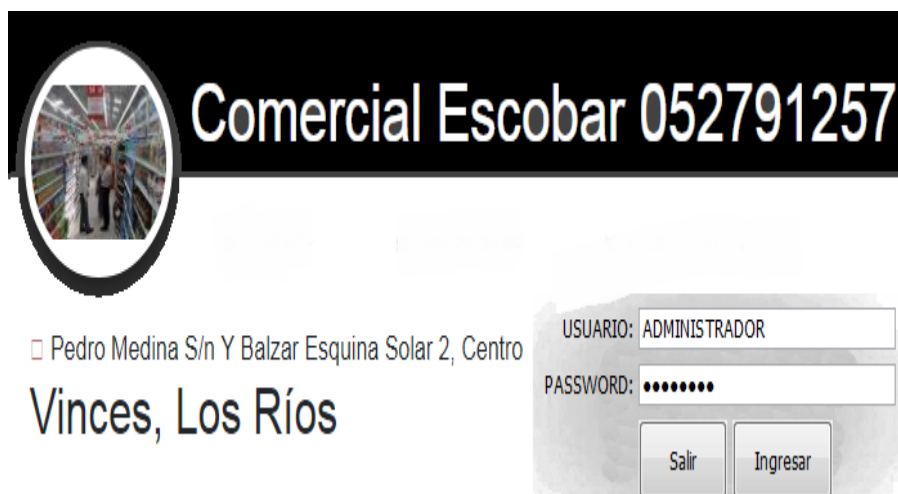 Comercial Escobar 052791257
Pedro Medina S/n Y Balzar Esquina Solar 2, Centro
Vinces, Los Ríos
USUARIO: ADMINISTRADOR
PASSWORD: ●●●●●●●●
Salir Ingresar